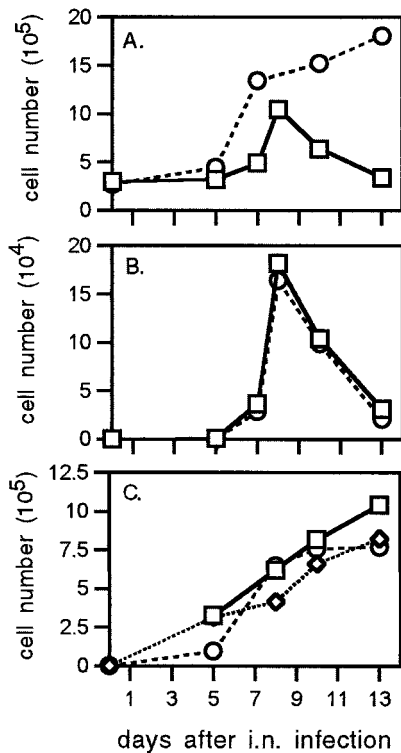 A.
cell number (10⁵)
20
15
10
5
0
B.
cell number (10⁴)
20
15
10
5
0
C.
cell number (10⁵)
12.5
10
7.5
5
2.5
0
1 3 5 7 9 11 13
days after i.n. infection